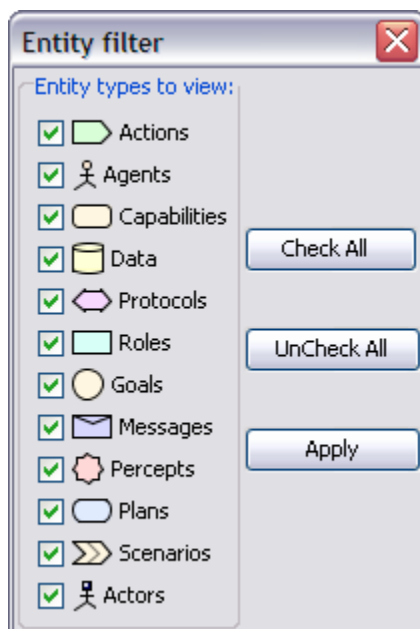 Entity filter
Entity types to view:
Actions
Agents
Capabilities
Data
Protocols
Roles
Goals
Messages
Percepts
Plans
Scenarios
Actors
Check All
UnCheck All
Apply